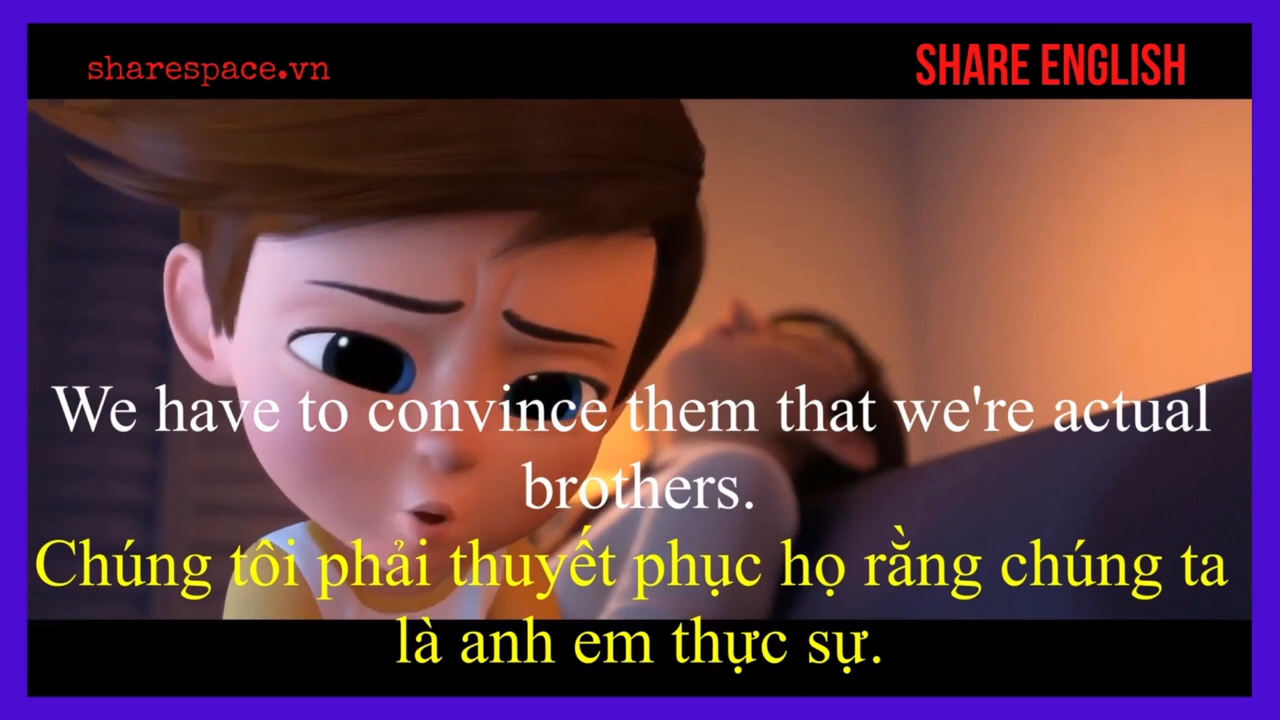 sharespace.vn
SHARE ENGLISH
We have to convince them that we're actual
brothers.
Chúng tôi phải thuyết phục họ rằng chúng ta
là anh em thực sự.